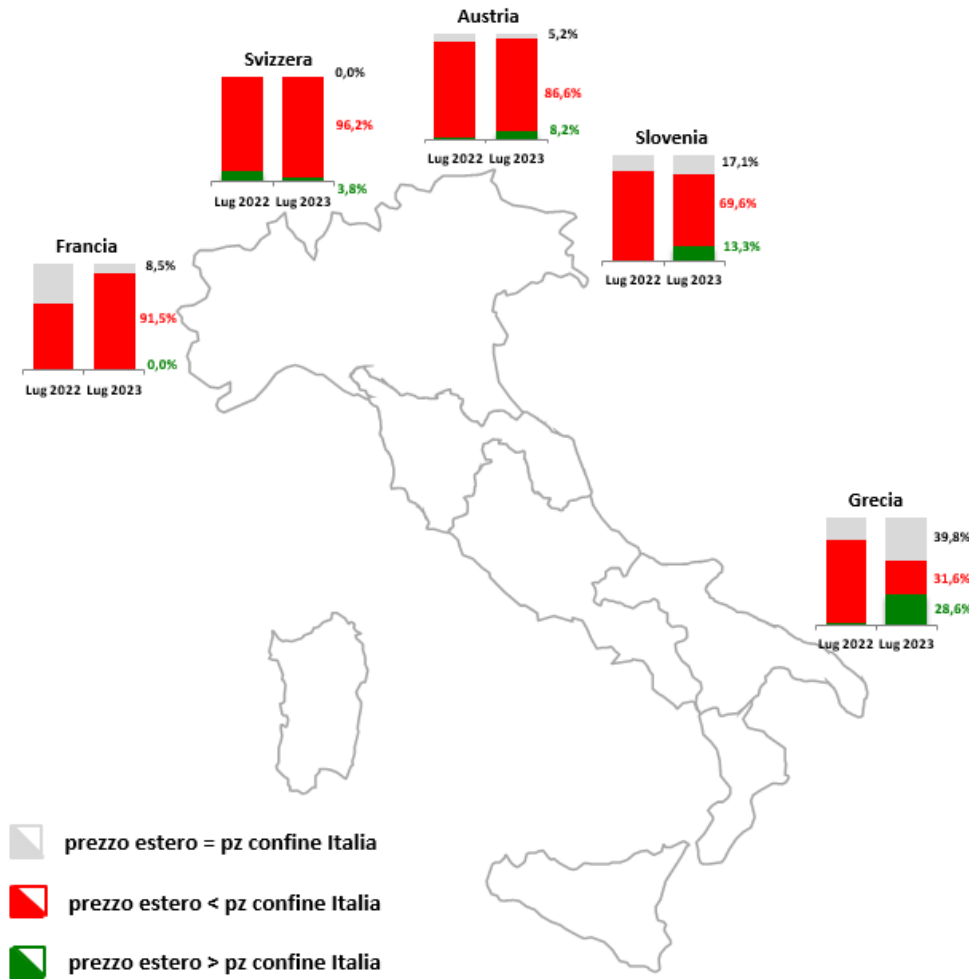 Austria
5,2%
86,6%
8,2%
Lug 2022 Lug 2023
Svizzera
0,0%
96,2%
3,8%
Lug 2022 Lug 2023
Slovenia
17,1%
69,6%
13,3%
Lug 2022 Lug 2023
Francia
8,5%
91,5%
0,0%
Lug 2022 Lug 2023
Grecia
39,8%
31,6%
28,6%
Lug 2022 Lug 2023
prezzo estero = pz confine Italia
prezzo estero < pz confine Italia
prezzo estero > pz confine Italia